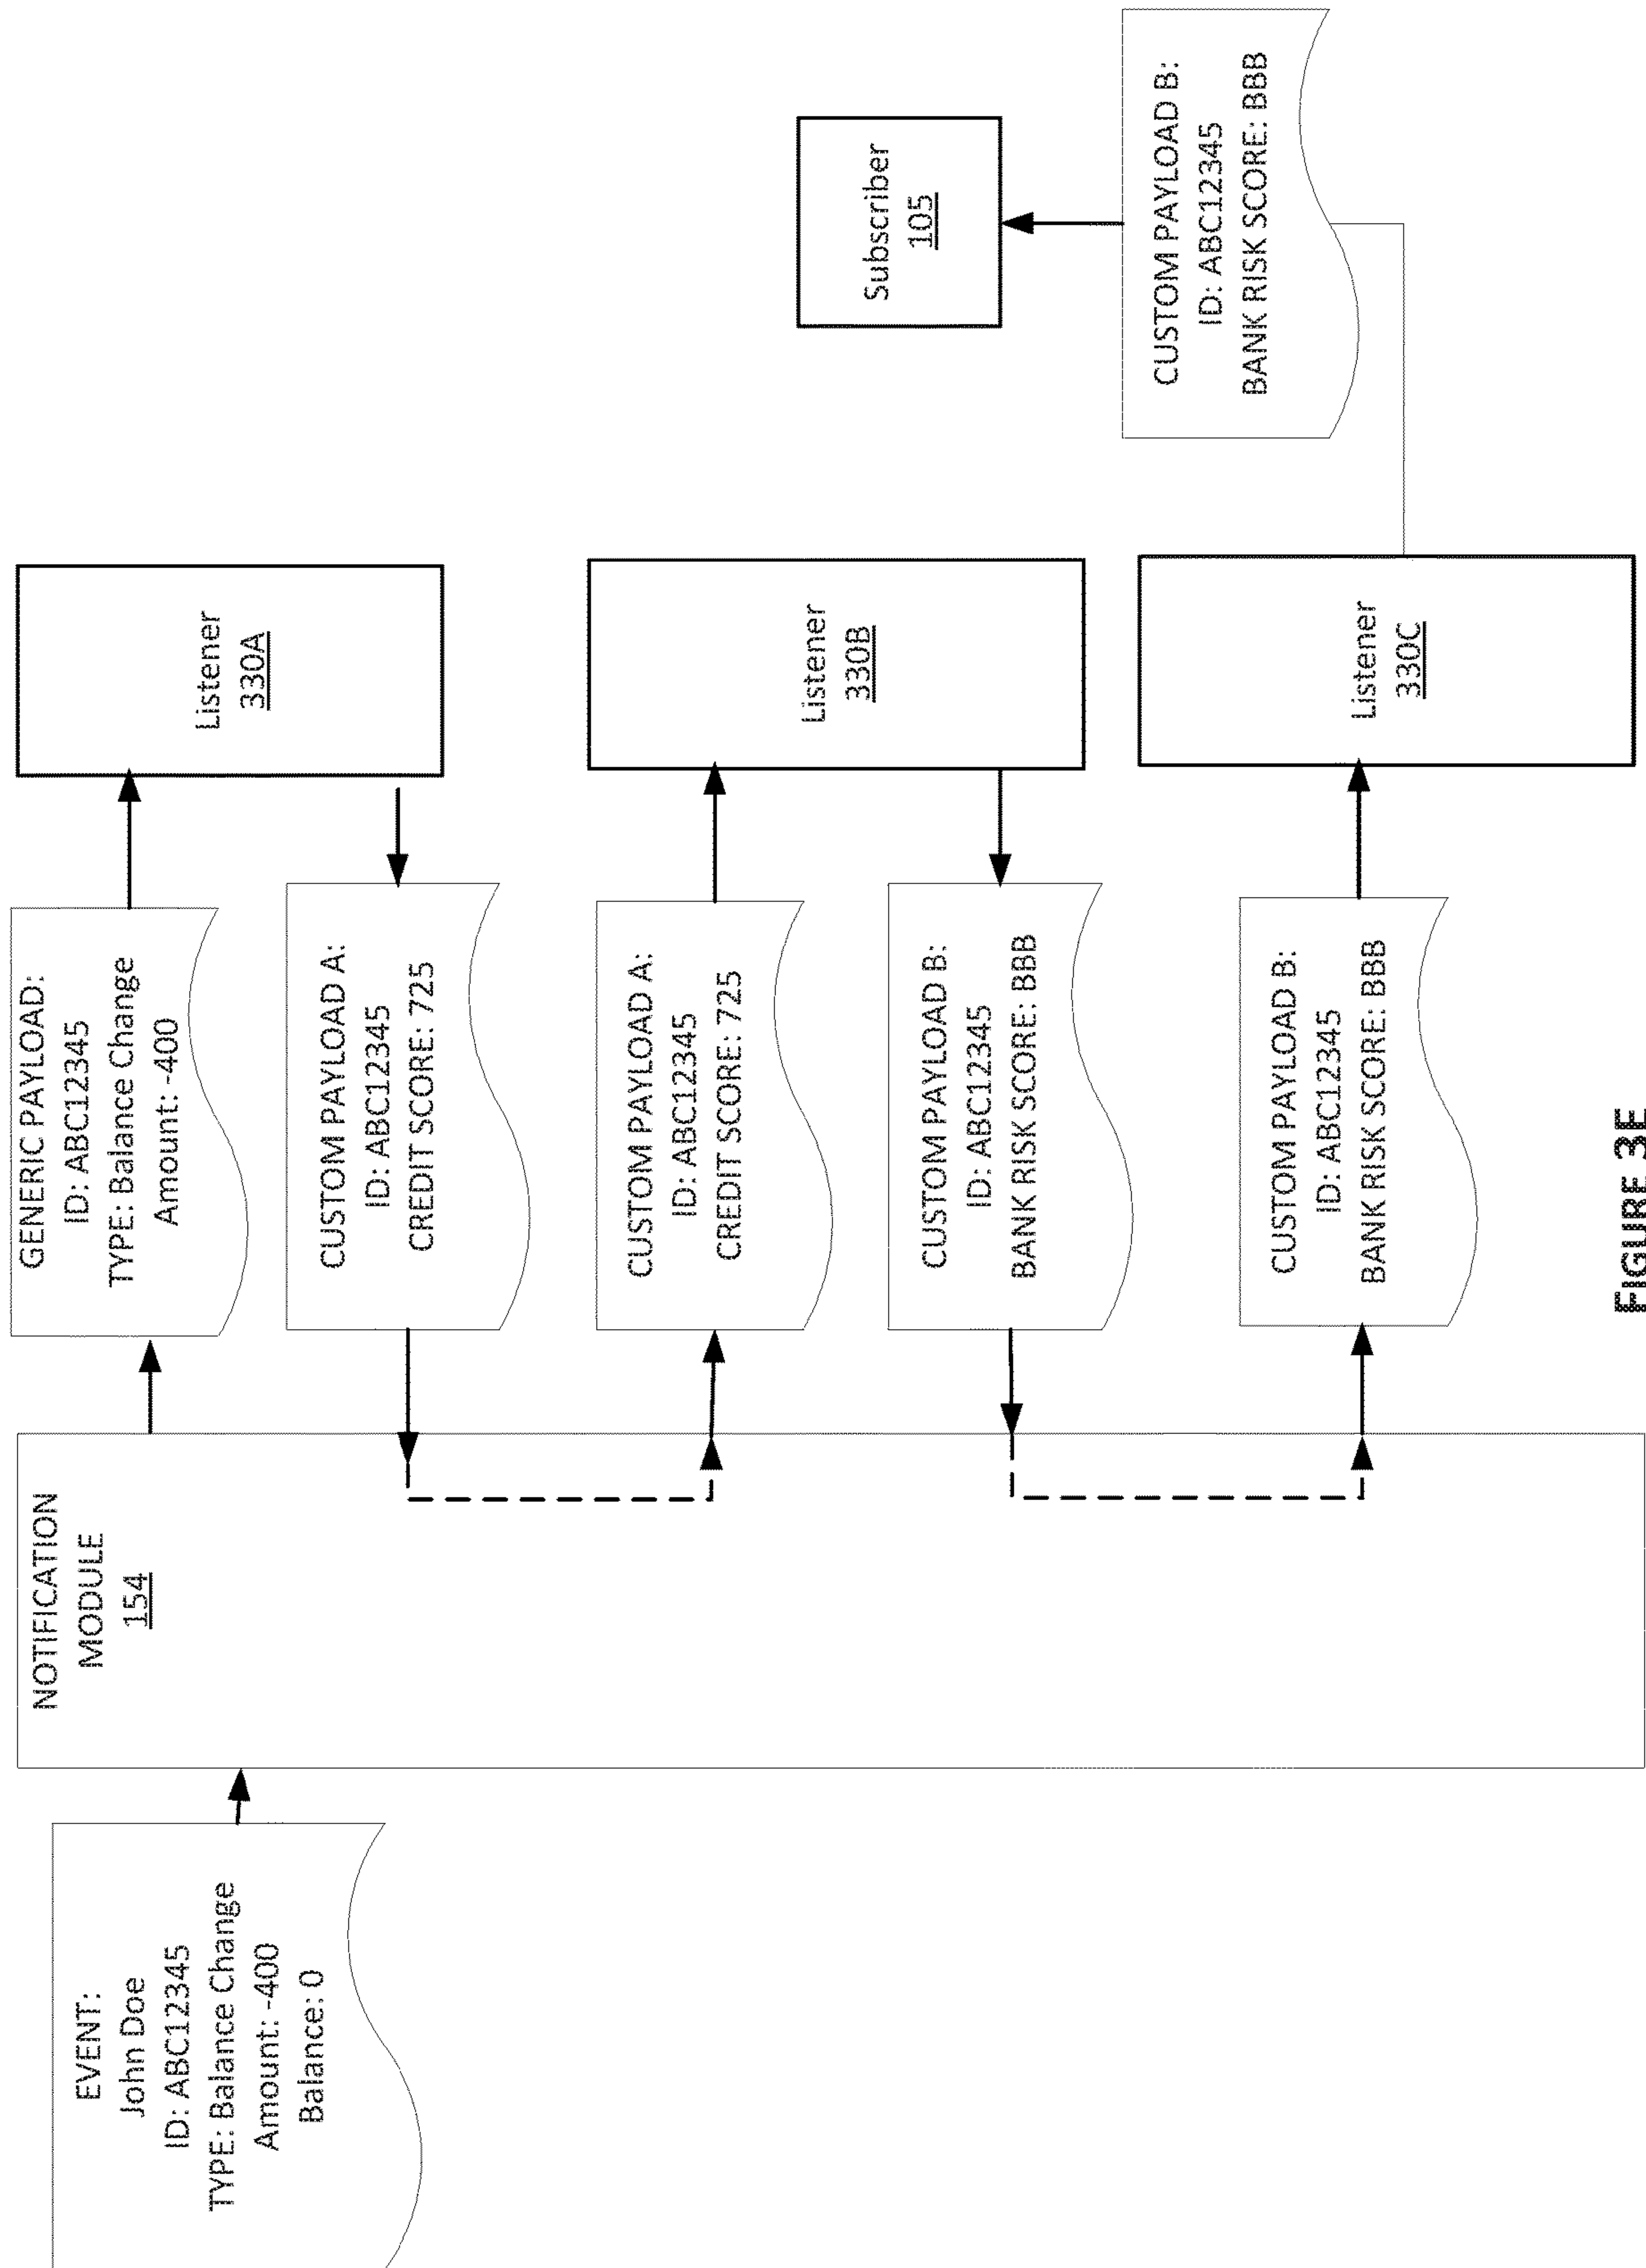 EVENT:
John Doe
ID: ABC12345
TYPE: Balance Change
Amount: -400
Balance: 0
NOTIFICATION
MODULE
154
GENERIC PAYLOAD:
ID: ABC12345
TYPE: Balance Change
Amount: -400
CUSTOM PAYLOAD A:
ID: ABC12345
CREDIT SCORE: 725
CUSTOM PAYLOAD A:
ID: ABC12345
CREDIT SCORE: 725
CUSTOM PAYLOAD B:
ID: ABC12345
BANK RISK SCORE: BBB
CUSTOM PAYLOAD B:
ID: ABC12345
BANK RISK SCORE: BBB
Listener
330A
Listener
330B
Listener
330C
Subscriber
105
CUSTOM PAYLOAD B:
ID: ABC12345
BANK RISK SCORE: BBB
FIGURE 3E